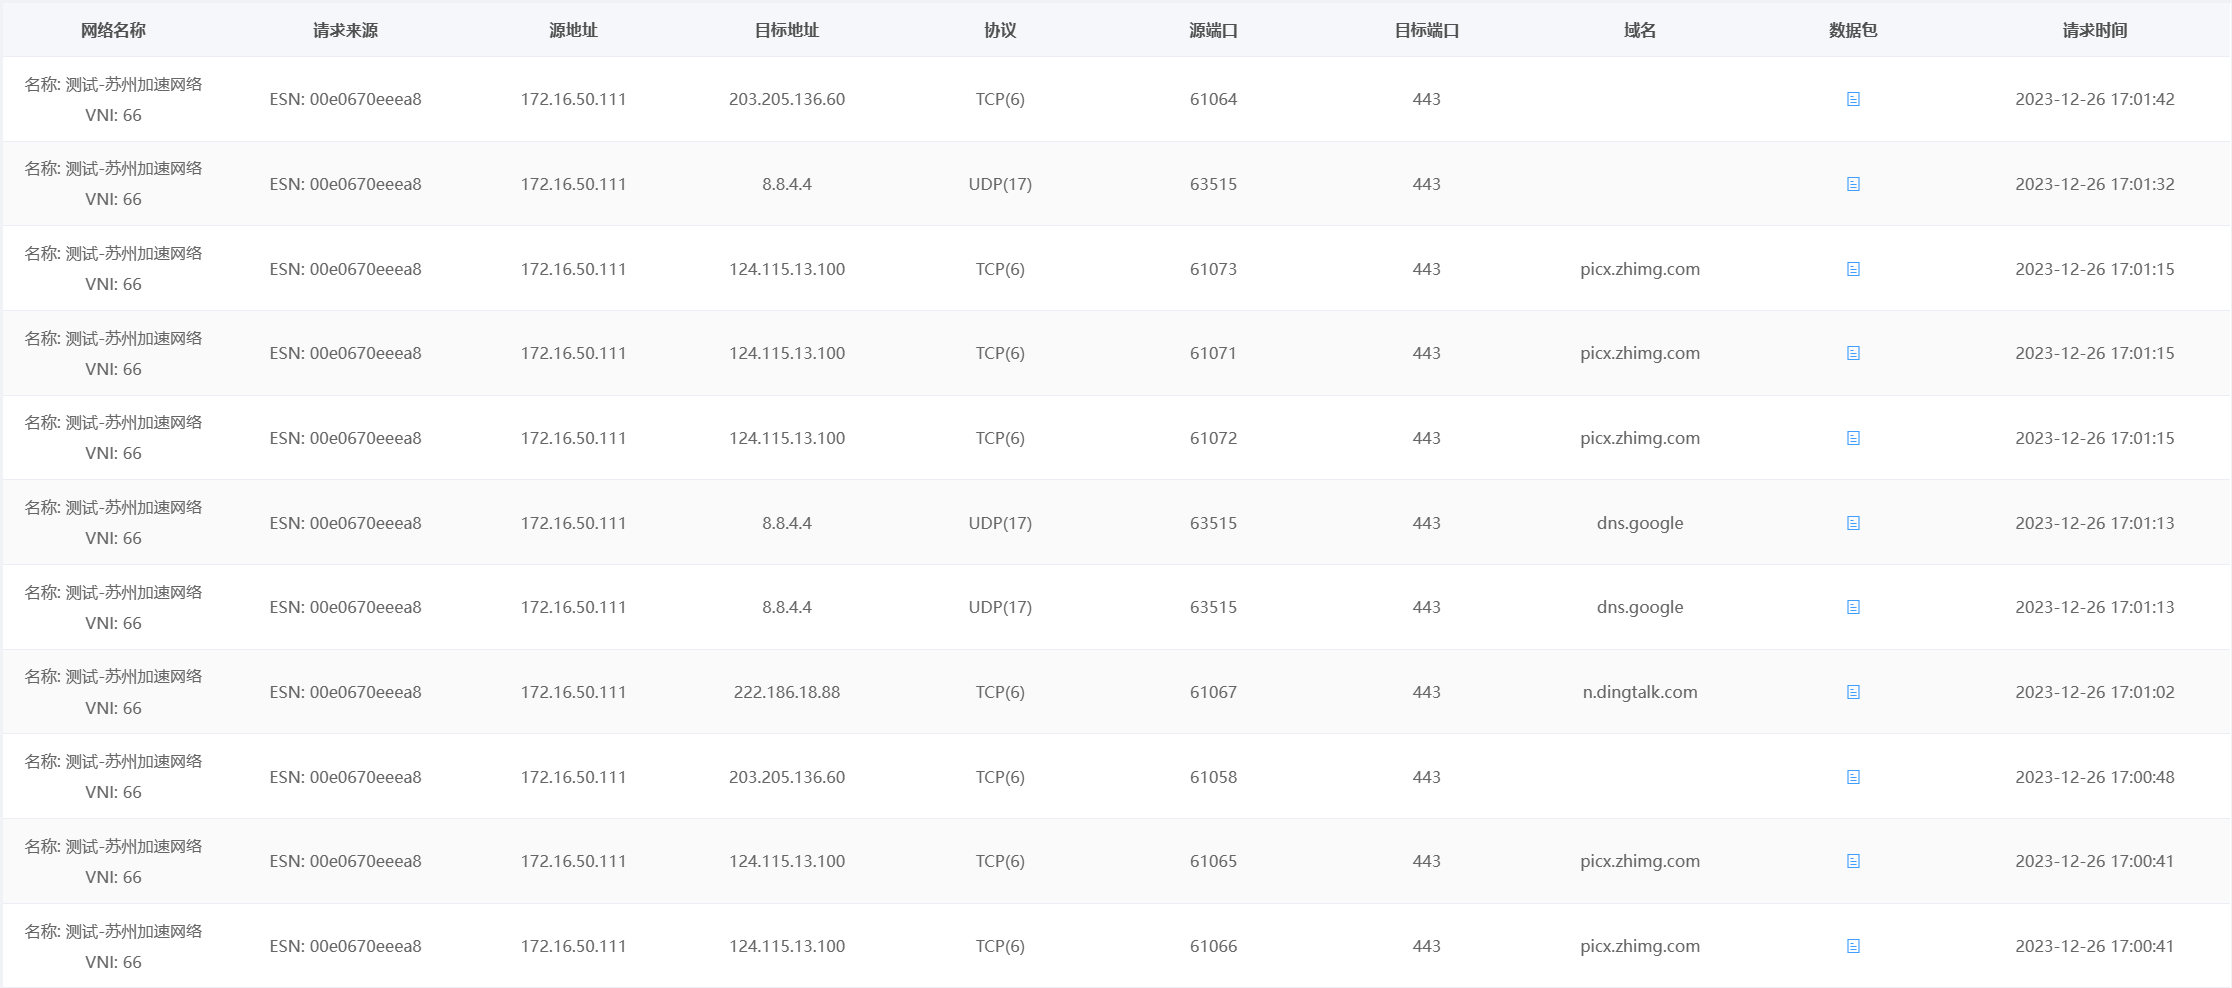 网络名称 请求来源 源地址 目标地址 协议 源端口 目标端口 域名 数据包 请求时间
名称: 测试-苏州加速网络
VNI: 66
ESN: 00e0670eeea8 172.16.50.111 203.205.136.60 TCP(6) 61064 443 2023-12-26 17:01:42
名称: 测试-苏州加速网络
VNI: 66
ESN: 00e0670eeea8 172.16.50.111 8.8.4.4 UDP(17) 63515 443 2023-12-26 17:01:32
名称: 测试-苏州加速网络
VNI: 66
ESN: 00e0670eeea8 172.16.50.111 124.115.13.100 TCP(6) 61073 443 picx.zhimg.com 2023-12-26 17:01:15
名称: 测试-苏州加速网络
VNI: 66
ESN: 00e0670eeea8 172.16.50.111 124.115.13.100 TCP(6) 61071 443 picx.zhimg.com 2023-12-26 17:01:15
名称: 测试-苏州加速网络
VNI: 66
ESN: 00e0670eeea8 172.16.50.111 124.115.13.100 TCP(6) 61072 443 picx.zhimg.com 2023-12-26 17:01:15
名称: 测试-苏州加速网络
VNI: 66
ESN: 00e0670eeea8 172.16.50.111 8.8.4.4 UDP(17) 63515 443 dns.google 2023-12-26 17:01:13
名称: 测试-苏州加速网络
VNI: 66
ESN: 00e0670eeea8 172.16.50.111 8.8.4.4 UDP(17) 63515 443 dns.google 2023-12-26 17:01:13
名称: 测试-苏州加速网络
VNI: 66
ESN: 00e0670eeea8 172.16.50.111 222.186.18.88 TCP(6) 61067 443 n.dingtalk.com 2023-12-26 17:01:02
名称: 测试-苏州加速网络
VNI: 66
ESN: 00e0670eeea8 172.16.50.111 203.205.136.60 TCP(6) 61058 443 2023-12-26 17:00:48
名称: 测试-苏州加速网络
VNI: 66
ESN: 00e0670eeea8 172.16.50.111 124.115.13.100 TCP(6) 61065 443 picx.zhimg.com 2023-12-26 17:00:41
名称: 测试-苏州加速网络
VNI: 66
ESN: 00e0670eeea8 172.16.50.111 124.115.13.100 TCP(6) 61066 443 picx.zhimg.com 2023-12-26 17:00:41